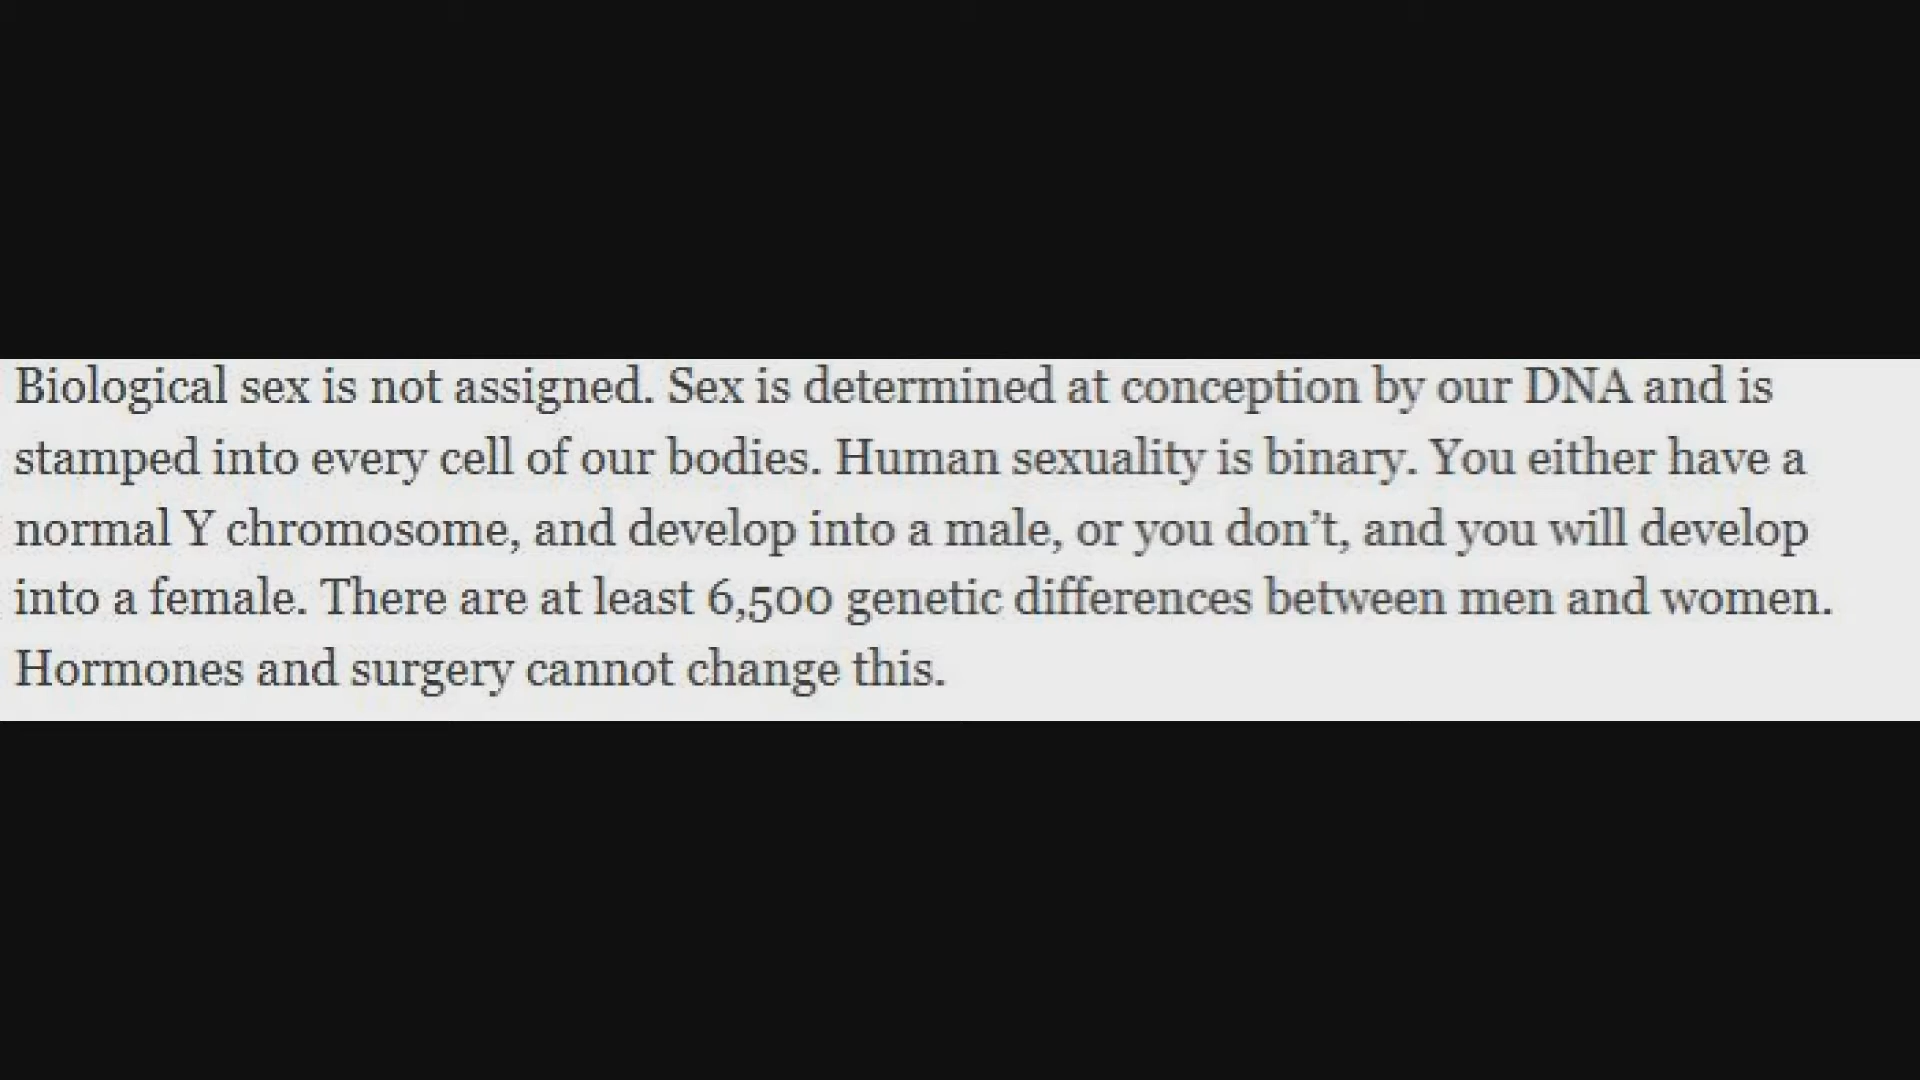 Biological sex is not assigned. Sex is determined at conception by our DNA and is
stamped into every cell of our bodies. Human sexuality is binary. You either have a
normal Y chromosome, and develop into a male, or you don’t, and you will develop
into a female. There are at least 6,500 genetic differences between men and women.
Hormones and surgery cannot change this.